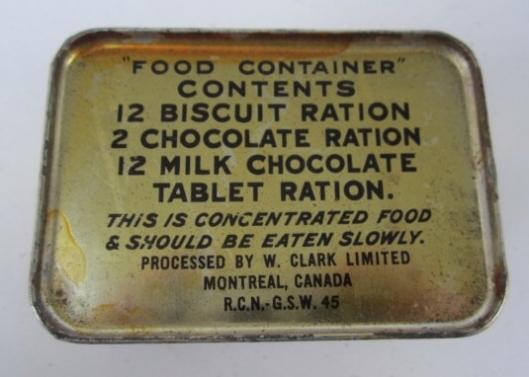 "FOOD CONTAINER"
CONTENTS
12 BISCUIT RATION
2 CHOCOLATE RATION
12 MILK CHOCOLATE
TABLET RATION.
THIS IS CONCENTRATED FOOD
& SHOULD BE EATEN SLOWLY.
PROCESSED BY W. CLARK LIMITED
MONTREAL, CANADA
R.C.N.-G.S.W. 45